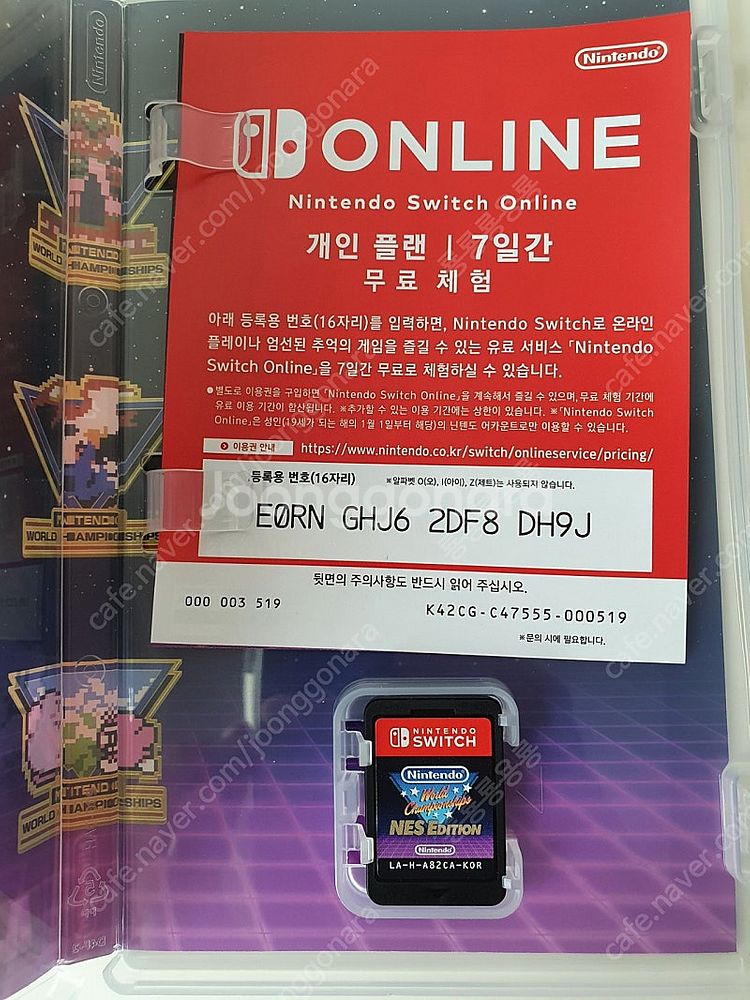 Nintendo
ONLINE
Nintendo Switch Online
개인 플랜 | 7일간
무료 체험
아래 등록용 번호(16자리)를 입력하면, Nintendo Switch로 온라인
플레이나 엄선된 추억의 게임을 즐길 수 있는 유료 서비스 「Nintendo
Switch Online」을 7일간 무료로 체험하실 수 있습니다.
별도로 이용권을 구입하면 「Nintendo Switch Online」을 계속해서 즐길 수 있으며, 무료 체험 기간에
유료 이용 기간이 합산됩니다. ※추가할 수 있는 이용 기간에는 상한이 있습니다. ※「Nintendo Switch
Online」은 성인(19세가 되는 해의 1월 1일부터 해당)의 닌텐도 어카운트로만 이용할 수 있습니다.
이용권 안내 https://www.nintendo.co.kr/switch/onlineservice/pricing/
등록용 번호(16자리) ※알파벳 O(오), I(아이), Z(제트)는 사용되지 않습니다.
E0RN GHJ6 2DF8 DH9J
뒷면의 주의사항도 반드시 읽어 주십시오.
000 003 519 K42CG-C47555-000519
※문의 시에 필요합니다.
Nintendo
NINTENDO
WORLD CHAMPIONSHIPS
NINTENDO
WORLD CHAMPIONSHIPS
NINTENDO
WORLD CHAMPIONSHIPS
NINTENDO
SWITCH
Nintendo
World
Championships
NES EDITION
Nintendo
LA-H-A82CA-KOR
Joonggonara
cafe.naver.com/joonggonara